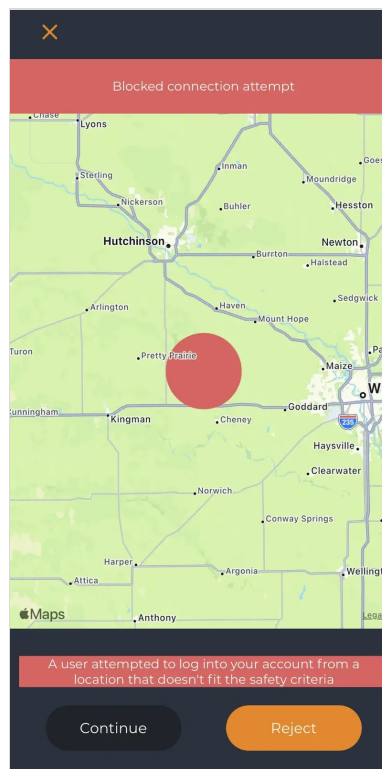 Blocked connection attempt
Chase
Lyons
Sterling
Inman
Moundridge
Nickerson
Buhler
Hesston
Hutchinson
Newton
Burrton
Halstead
Sedgwick
Arlington
Haven
Mount Hope
Turon
Pretty Prairie
Maize
Cunningham
Kingman
Goddard
W
Cheney
235
Haysville
Clearwater
Norwich
Conway Springs
Harper
Argonia
Wellingt
Attica
Maps
Anthony
Lega
A user attempted to log into your account from a
location that doesn't fit the safety criteria
Continue
Reject